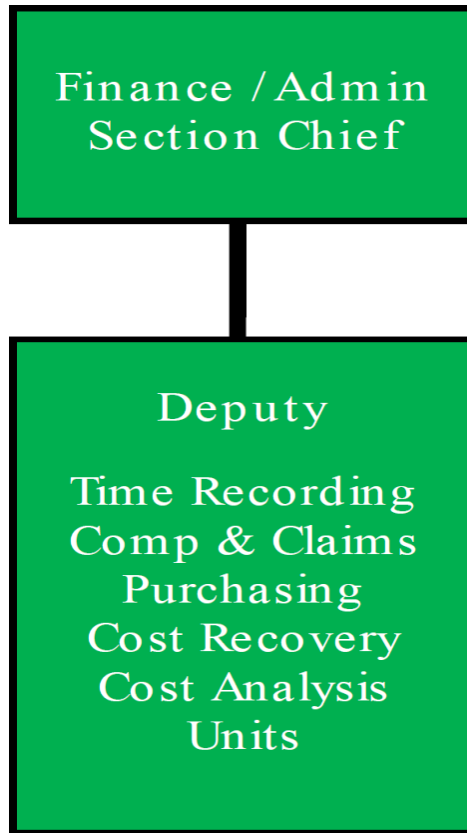 Finance / Admin
Section Chief
Deputy
Time Recording
Comp & Claims
Purchasing
Cost Recovery
Cost Analysis
Units